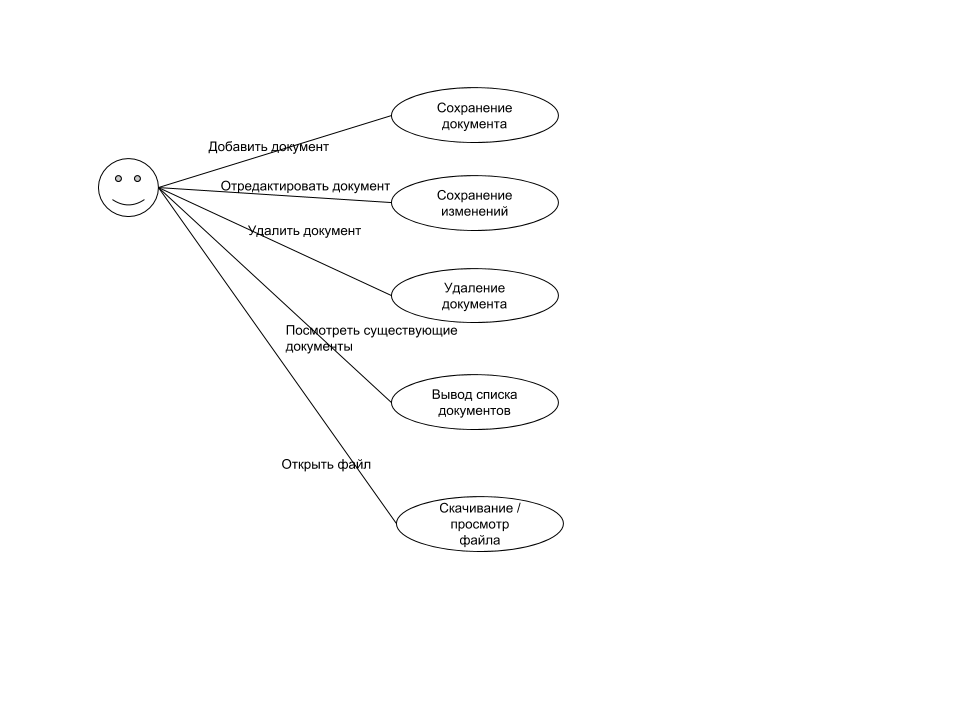 Сохранение
документа
Добавить документ
Отредактировать документ
Сохранение
изменений
Удалить документ
Удаление
документа
Посмотреть существующие
документы
Вывод списка
документов
Открыть файл
Скачивание /
просмотр
файла